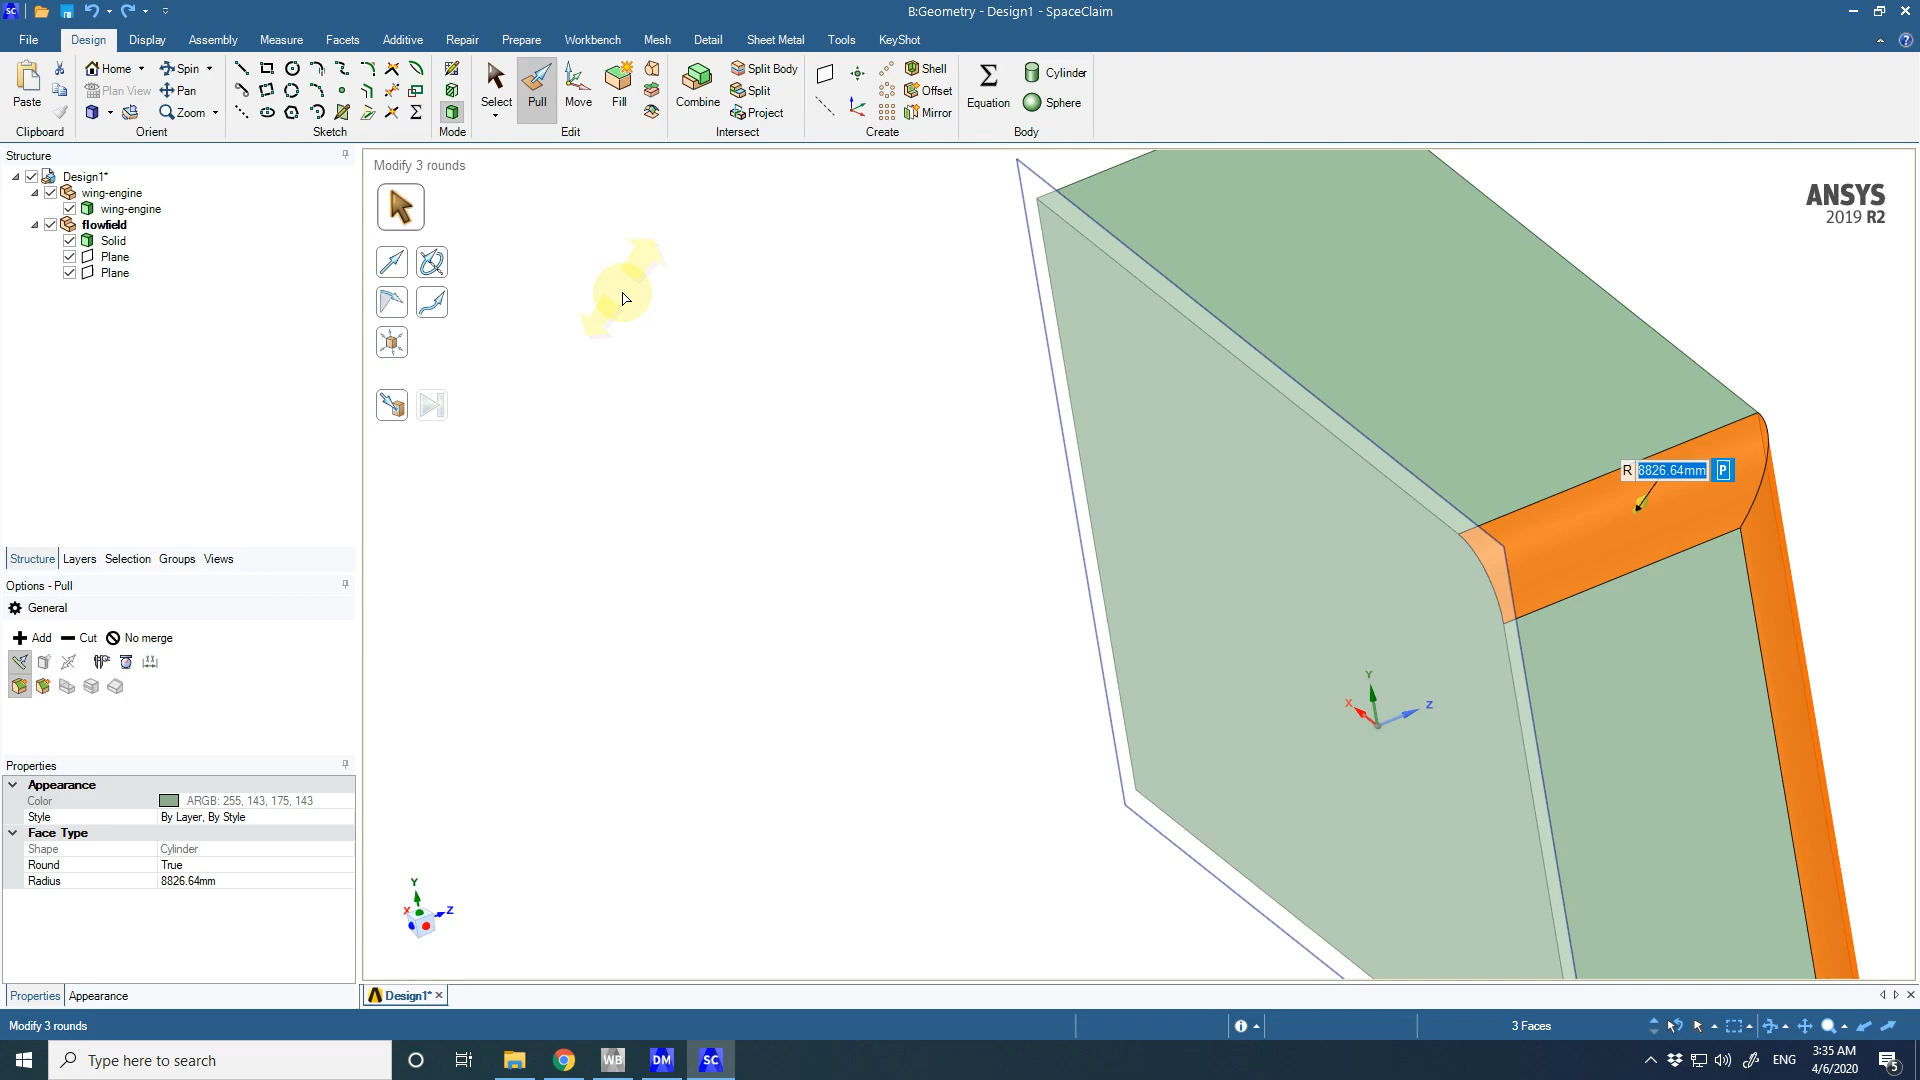 B:Geometry - Design1 - SpaceClaim
File Design Display Assembly Measure Facets Additive Repair Prepare Workbench Mesh Detail Sheet Metal Tools KeyShot
Paste
Clipboard
Home Spin
Plan View Pan
Zoom
Orient
Sketch
Mode
Select Pull Move Fill
Edit
Combine Split Body
Split
Project
Intersect
Shell
Offset
Mirror
Create
Equation
Cylinder
Sphere
Body
Structure
Design1*
wing-engine
wing-engine
flowfield
Solid
Plane
Plane
Structure Layers Selection Groups Views
Options - Pull
General
Add Cut No merge
Properties
Appearance
Color ARGB: 255, 143, 175, 143
Style By Layer, By Style
Face Type
Shape Cylinder
Round True
Radius 8826.64mm
Properties Appearance
Modify 3 rounds
ANSYS
2019 R2
R 8826.64mm P
Y
X Z
Y
X Z
Design1*
Modify 3 rounds
3 Faces
Type here to search
WB DM SC
ENG
3:35 AM
4/6/2020
5